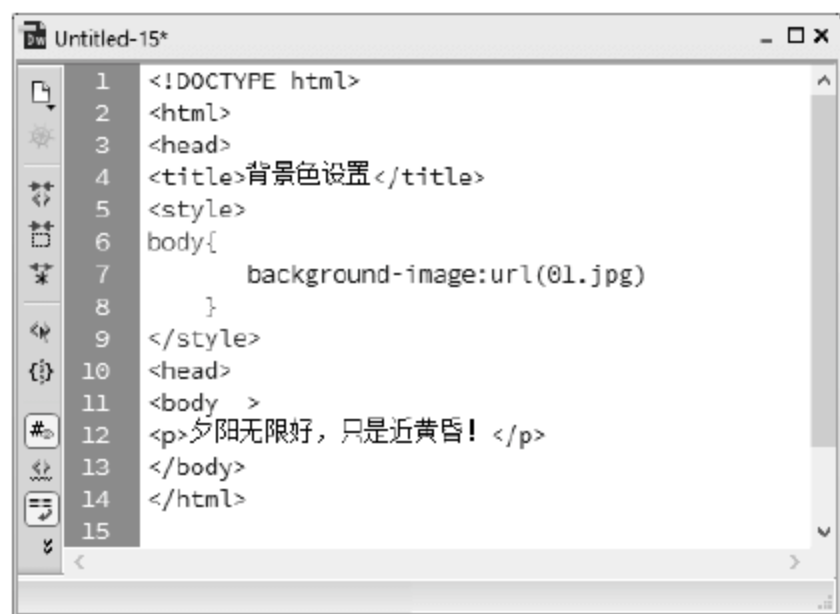 Dw Untitled-15*
1 <!DOCTYPE html>
2 <html>
3 <head>
4 <title>背景色设置</title>
5 <style>
6 body{
7 background-image:url(01.jpg)
8 }
9 </style>
10 <head>
11 <body  >
12 <p>夕阳无限好，只是近黄昏！</p>
13 </body>
14 </html>
15